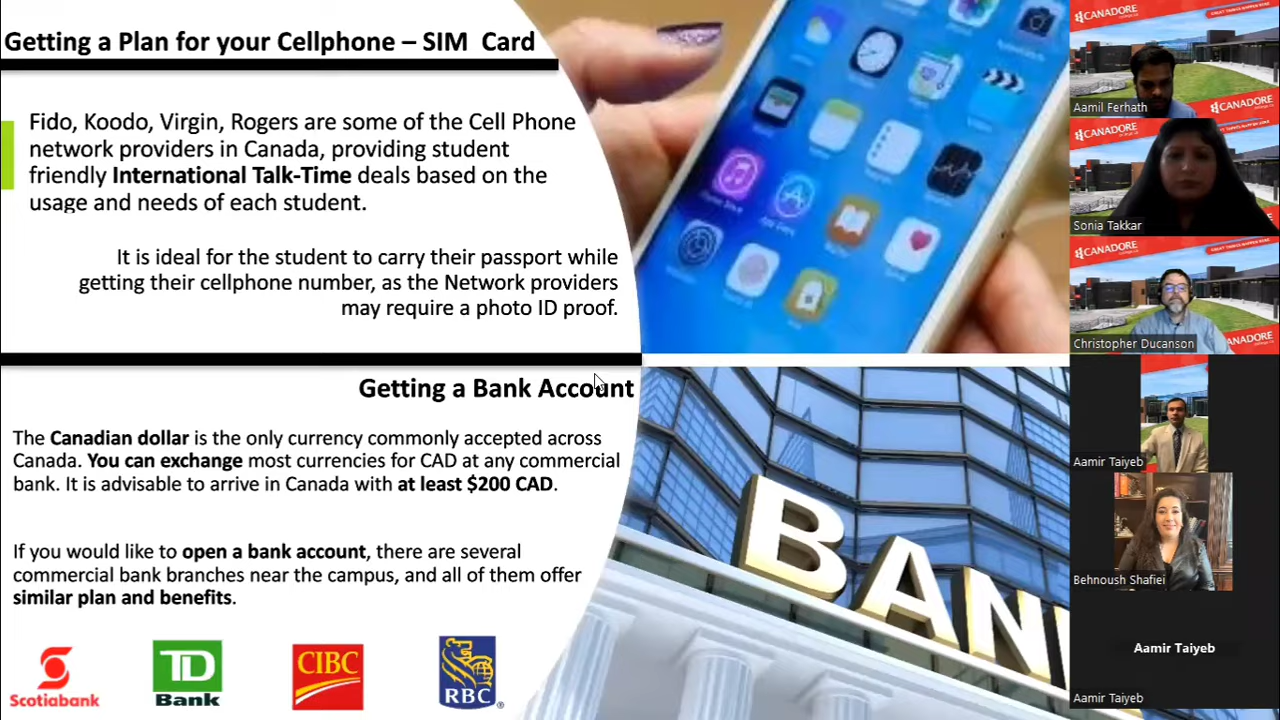 Getting a Plan for your Cellphone – SIM Card
Fido, Koodo, Virgin, Rogers are some of the Cell Phone
network providers in Canada, providing student
friendly International Talk-Time deals based on the
usage and needs of each student.
It is ideal for the student to carry their passport while
getting their cellphone number, as the Network providers
may require a photo ID proof.
Getting a Bank Account
The Canadian dollar is the only currency commonly accepted across
Canada. You can exchange most currencies for CAD at any commercial
bank. It is advisable to arrive in Canada with at least $200 CAD.
If you would like to open a bank account, there are several
commercial bank branches near the campus, and all of them offer
similar plan and benefits.
Scotiabank
TD
Bank
CIBC
RBC
BAN
CANADORE
CANADORE
Aamil Ferhath
CANADORE
Sonia Takkar
CANADORE
CANADORE
Christopher Ducanson
Aamir Taiyeb
Behnoush Shafiei
Aamir Taiyeb
Aamir Taiyeb